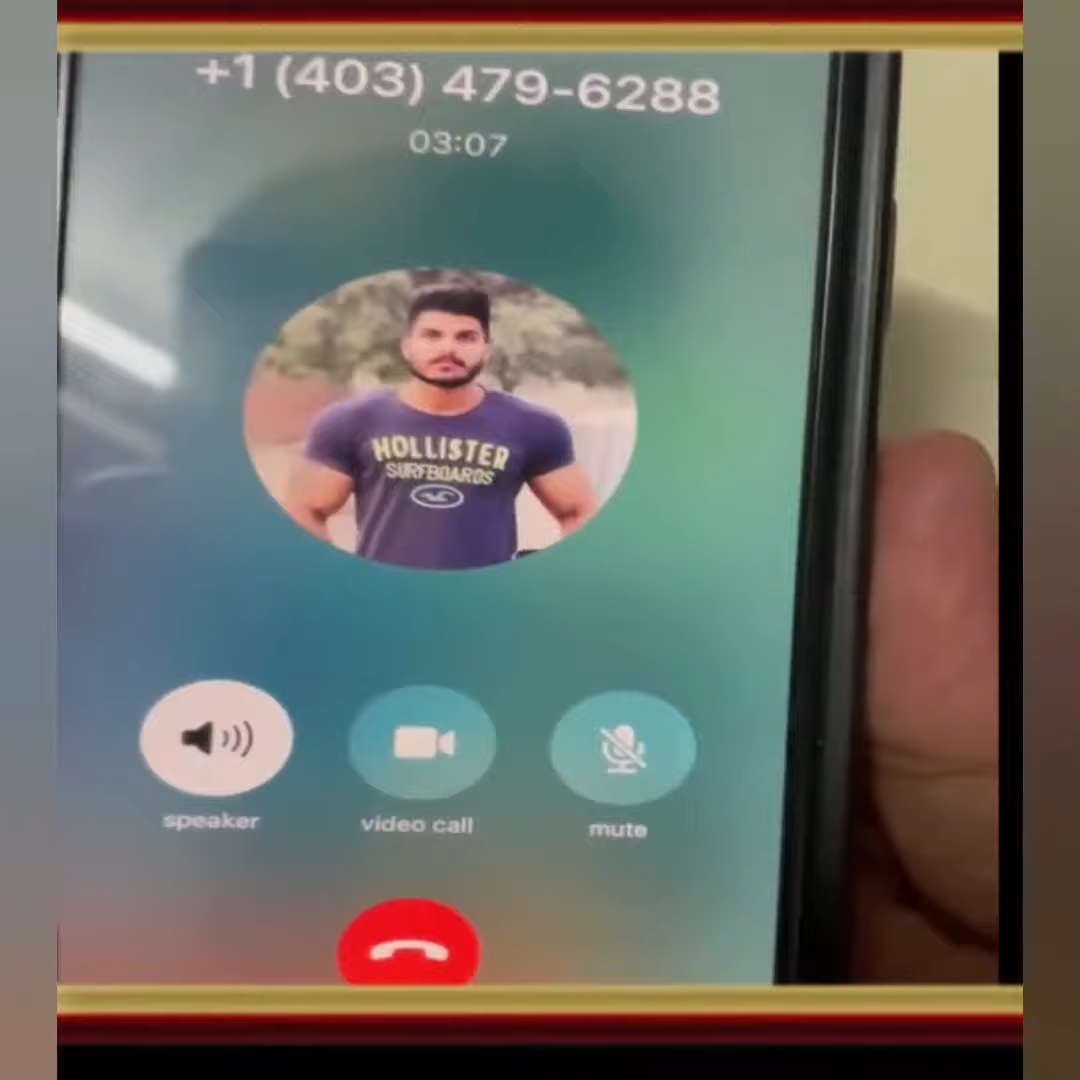 +1 (403) 479-6288
03:07
HOLLISTER
SURFBOARDS
speaker
video call
mute